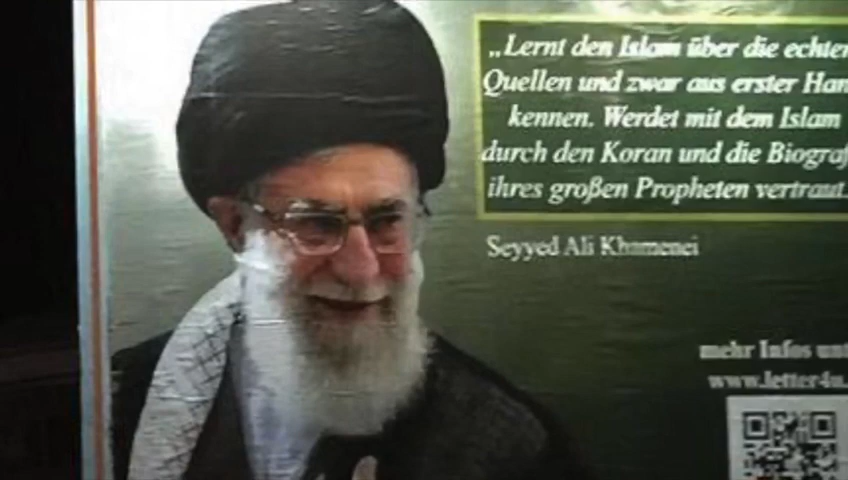 „Lernt den Islam über die echten
Quellen und zwar aus erster Han
kennen. Werdet mit dem Islam
durch den Koran und die Biograf
ihres großen Propheten vertraut.
Seyyed Ali Khamenei
mehr Infos unt
www.letter4u.